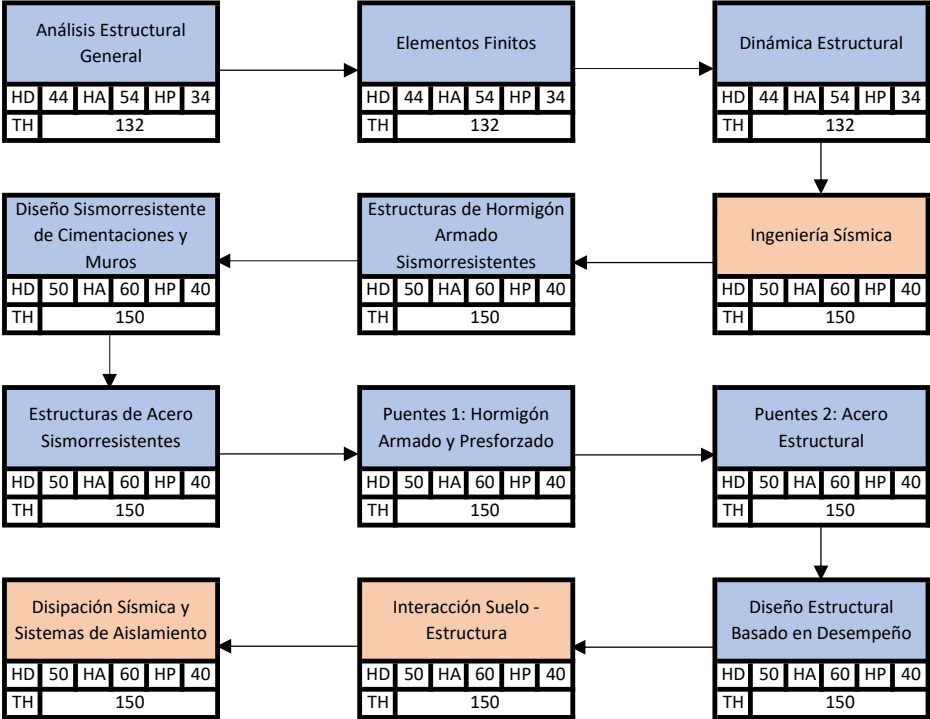 Análisis Estructural
General
HD 44 HA 54 HP 34
TH 132
Elementos Finitos
HD 44 HA 54 HP 34
TH 132
Dinámica Estructural
HD 44 HA 54 HP 34
TH 132
Diseño Sismorresistente
de Cimentaciones y
Muros
HD 50 HA 60 HP 40
TH 150
Estructuras de Hormigón
Armado
Sismorresistentes
HD 50 HA 60 HP 40
TH 150
Ingeniería Sísmica
HD 50 HA 60 HP 40
TH 150
Estructuras de Acero
Sismorresistentes
HD 50 HA 60 HP 40
TH 150
Puentes 1: Hormigón
Armado y Presforzado
HD 50 HA 60 HP 40
TH 150
Puentes 2: Acero
Estructural
HD 50 HA 60 HP 40
TH 150
Disipación Sísmica y
Sistemas de Aislamiento
HD 50 HA 60 HP 40
TH 150
Interacción Suelo -
Estructura
HD 50 HA 60 HP 40
TH 150
Diseño Estructural
Basado en Desempeño
HD 50 HA 60 HP 40
TH 150